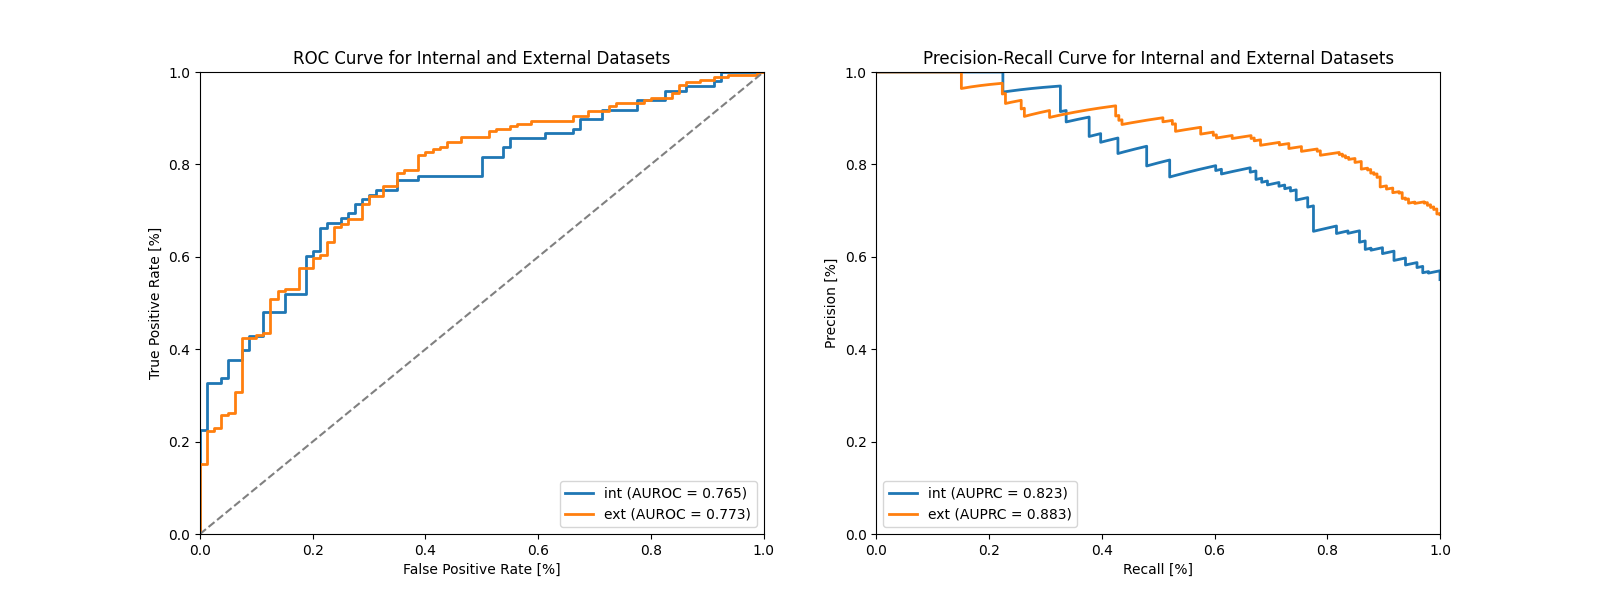 ROC Curve for Internal and External Datasets
1.0
0.8
0.6
0.4
0.2
0.0
True Positive Rate [%]
int (AUROC = 0.765)
ext (AUROC = 0.773)
0.0 0.2 0.4 0.6 0.8 1.0
False Positive Rate [%]
Precision-Recall Curve for Internal and External Datasets
1.0
0.8
0.6
0.4
0.2
0.0
Precision [%]
int (AUPRC = 0.823)
ext (AUPRC = 0.883)
0.0 0.2 0.4 0.6 0.8 1.0
Recall [%]